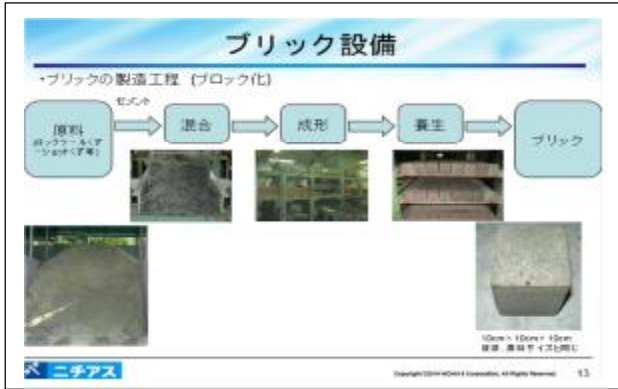 ブリック設備
・ブリックの製造工程 (ブロック化)
セメント
原料
混合
成形
養生
ブリック
10cm×10cm×10cm
ニチアス
13